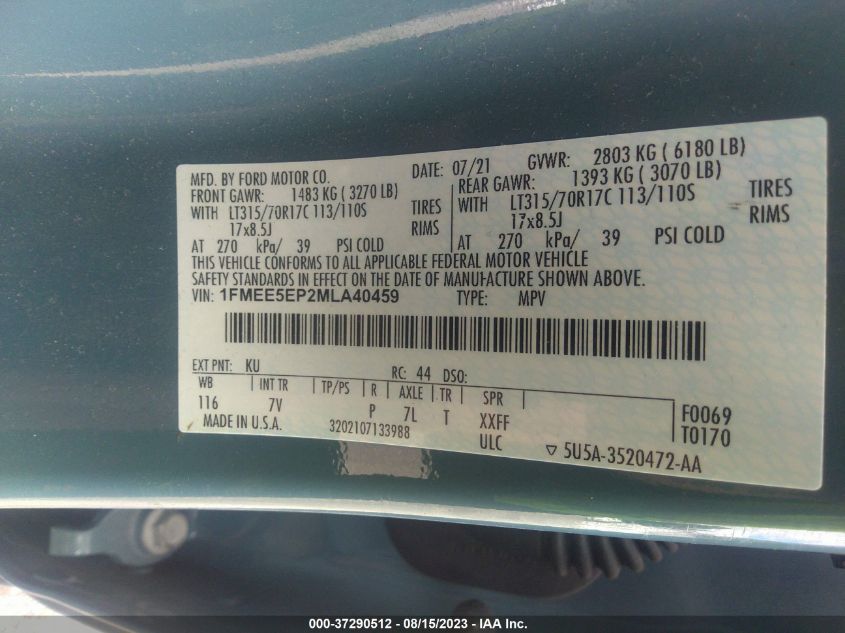 MFD. BY FORD MOTOR CO. DATE: 07/21 GVWR: 2803 KG ( 6180 LB)
FRONT GAWR: 1483 KG ( 3270 LB) REAR GAWR: 1393 KG ( 3070 LB)
WITH LT315/70R17C 113/110S TIRES WITH LT315/70R17C 113/110S TIRES
17x8.5J RIMS 17x8.5J RIMS
AT 270 kPa/ 39 PSI COLD AT 270 kPa/ 39 PSI COLD
THIS VEHICLE CONFORMS TO ALL APPLICABLE FEDERAL MOTOR VEHICLE
SAFETY STANDARDS IN EFFECT ON THE DATE OF MANUFACTURE SHOWN ABOVE.
VIN: 1FMEE5EP2MLA40459 TYPE: MPV
EXT PNT: KU RC: 44 DSO:
WB INT TR TP/PS R AXLE TR SPR
116 7V P 7L T XXFF F0069
MADE IN U.S.A. 3202107133988 ULC T0170
▽ 5U5A-3520472-AA
000-37290512 - 08/15/2023 - IAAI Inc.